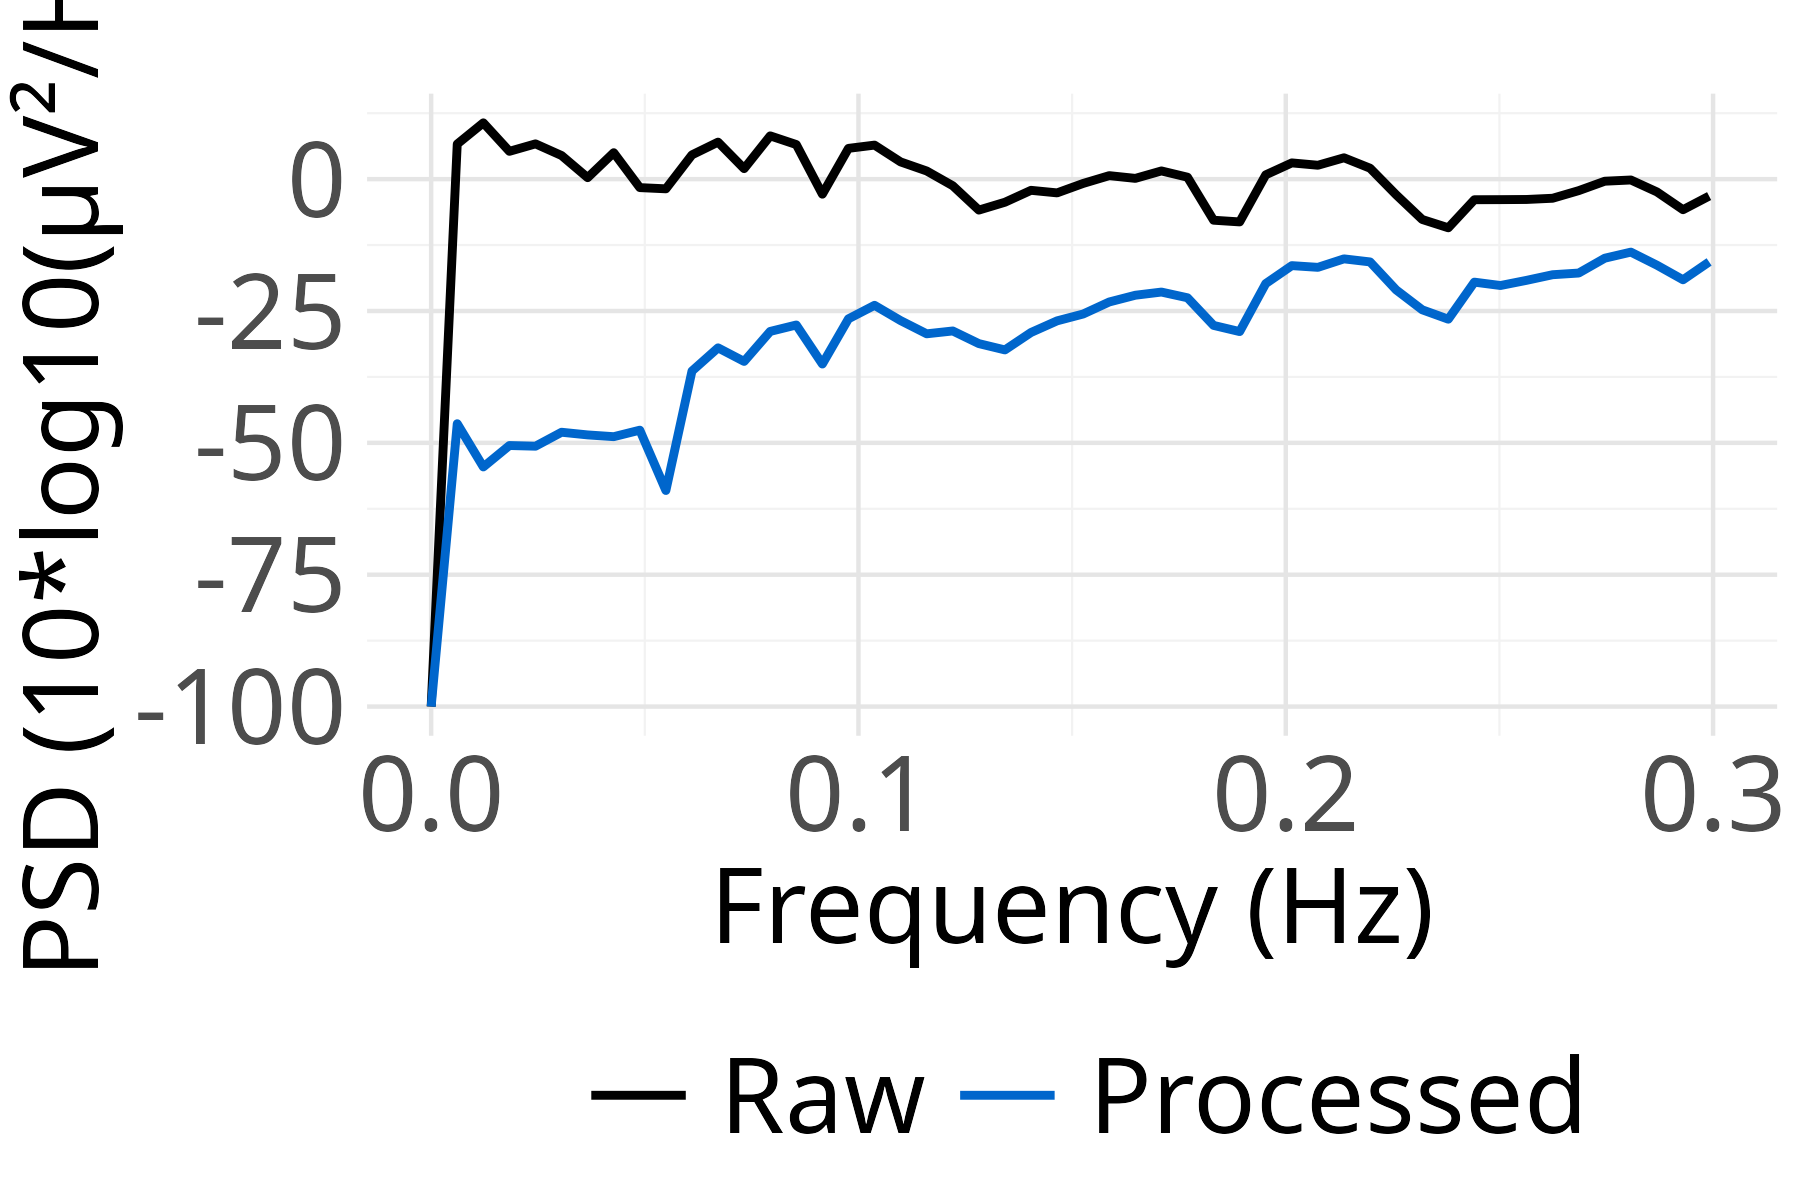 PSD (10*log10(µV²/H
0
-25
-50
-75
-100
0.0 0.1 0.2 0.3
Frequency (Hz)
Raw Processed